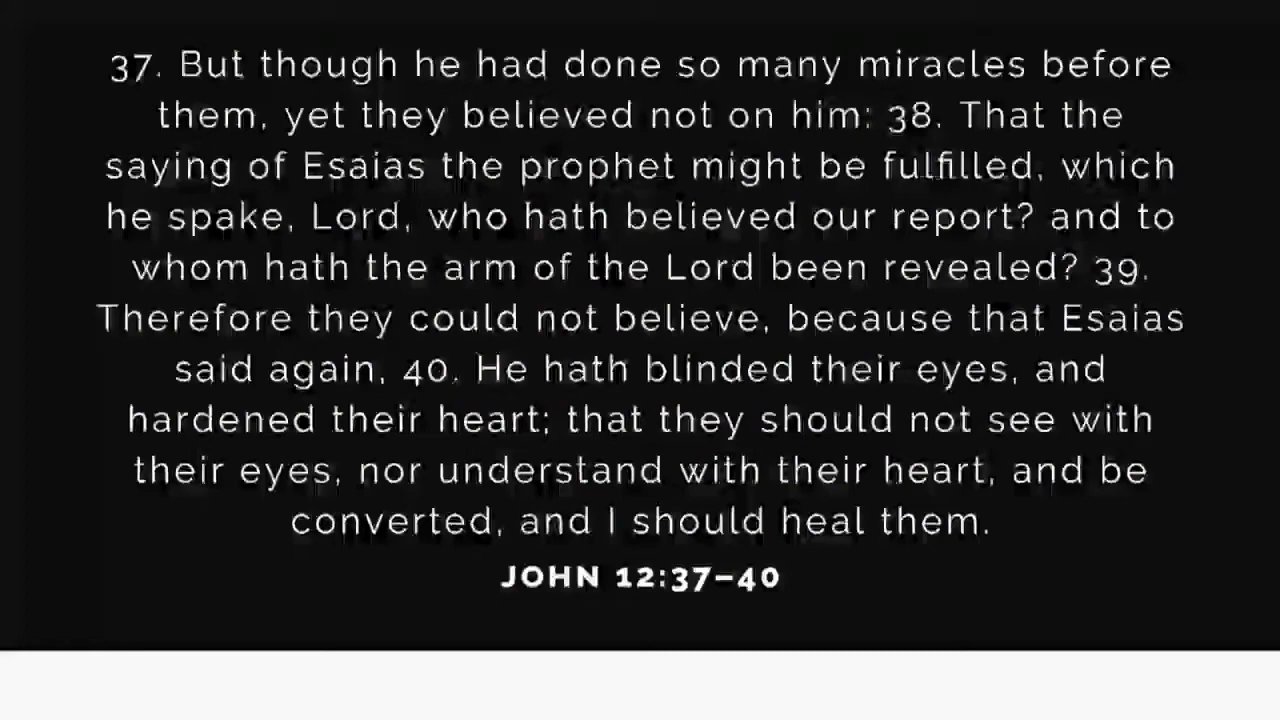 37. But though he had done so many miracles before
them, yet they believed not on him: 38. That the
saying of Esaias the prophet might be fulfilled, which
he spake, Lord, who hath believed our report? and to
whom hath the arm of the Lord been revealed? 39.
Therefore they could not believe, because that Esaias
said again, 40. He hath blinded their eyes, and
hardened their heart; that they should not see with
their eyes, nor understand with their heart, and be
converted, and I should heal them.
JOHN 12:37–40